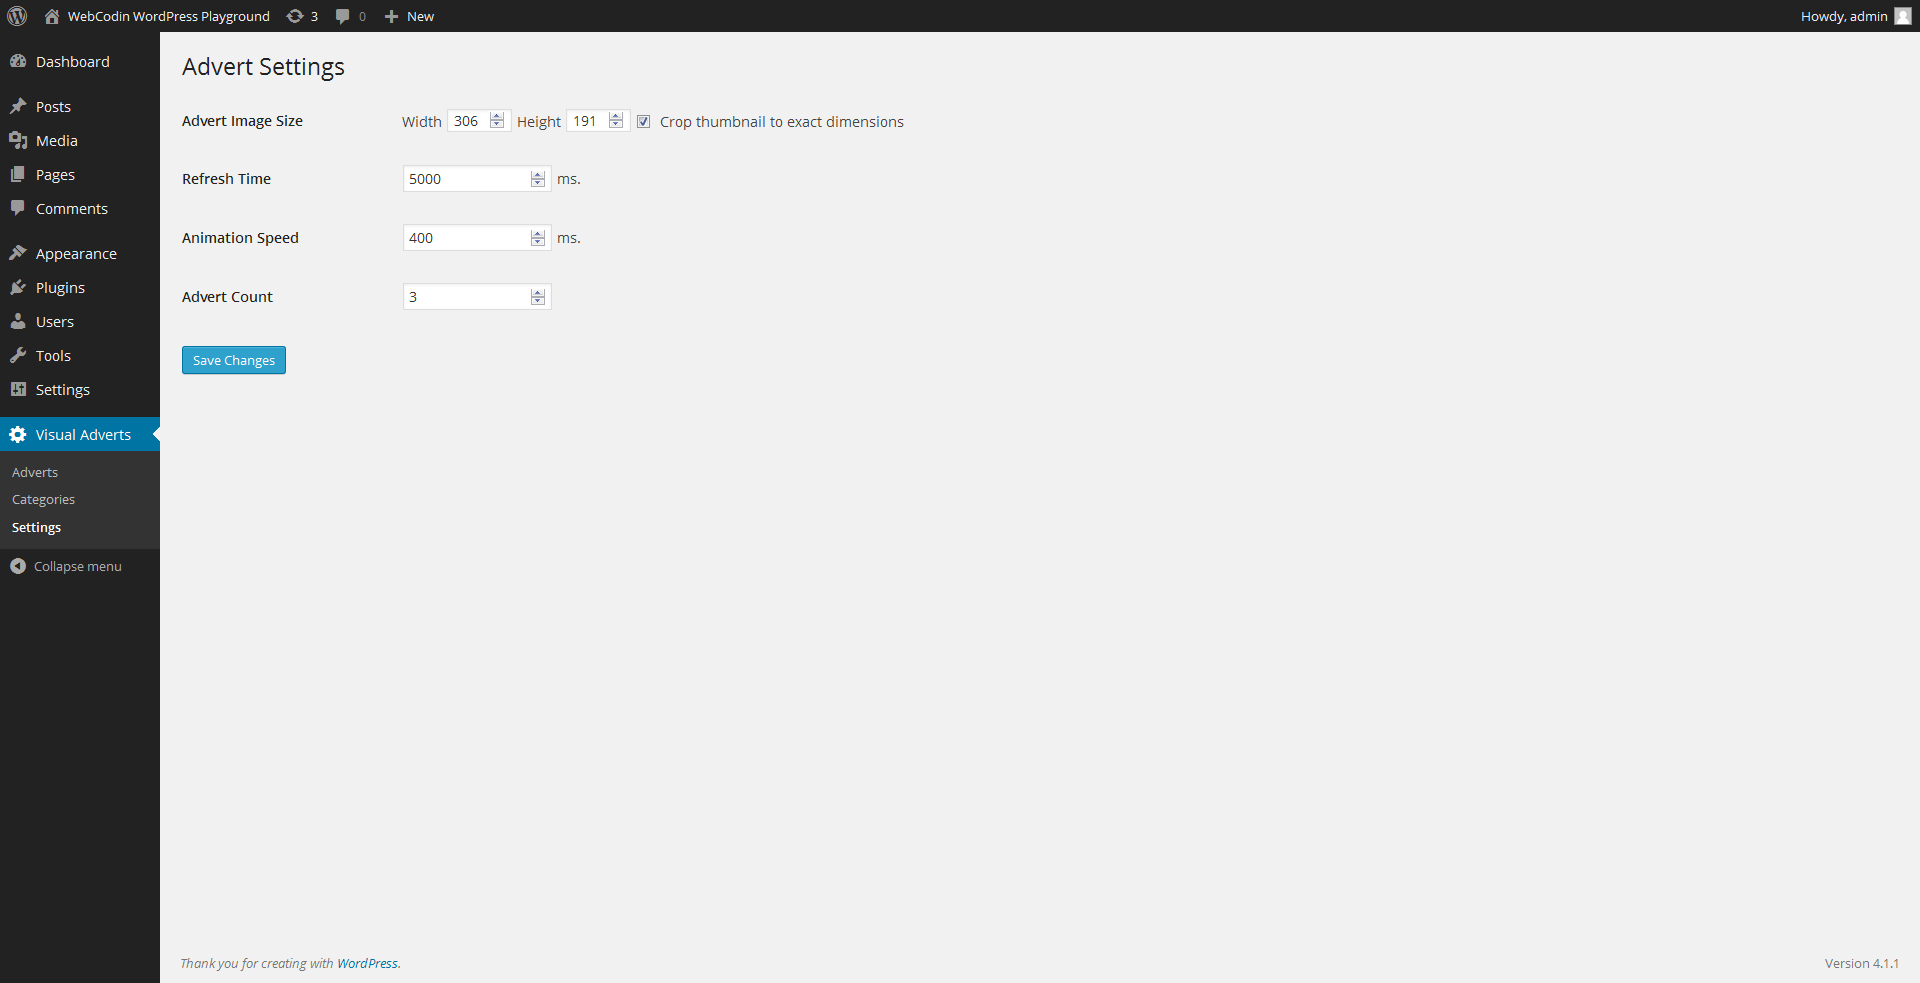 WebCodin WordPress Playground 3 0 New Howdy, admin
Dashboard
Posts
Media
Pages
Comments
Appearance
Plugins
Users
Tools
Settings
Visual Adverts
Adverts
Categories
Settings
Collapse menu
Advert Settings
Advert Image Size Width 306 Height 191 Crop thumbnail to exact dimensions
Refresh Time 5000 ms.
Animation Speed 400 ms.
Advert Count 3
Save Changes
Thank you for creating with WordPress. Version 4.1.1